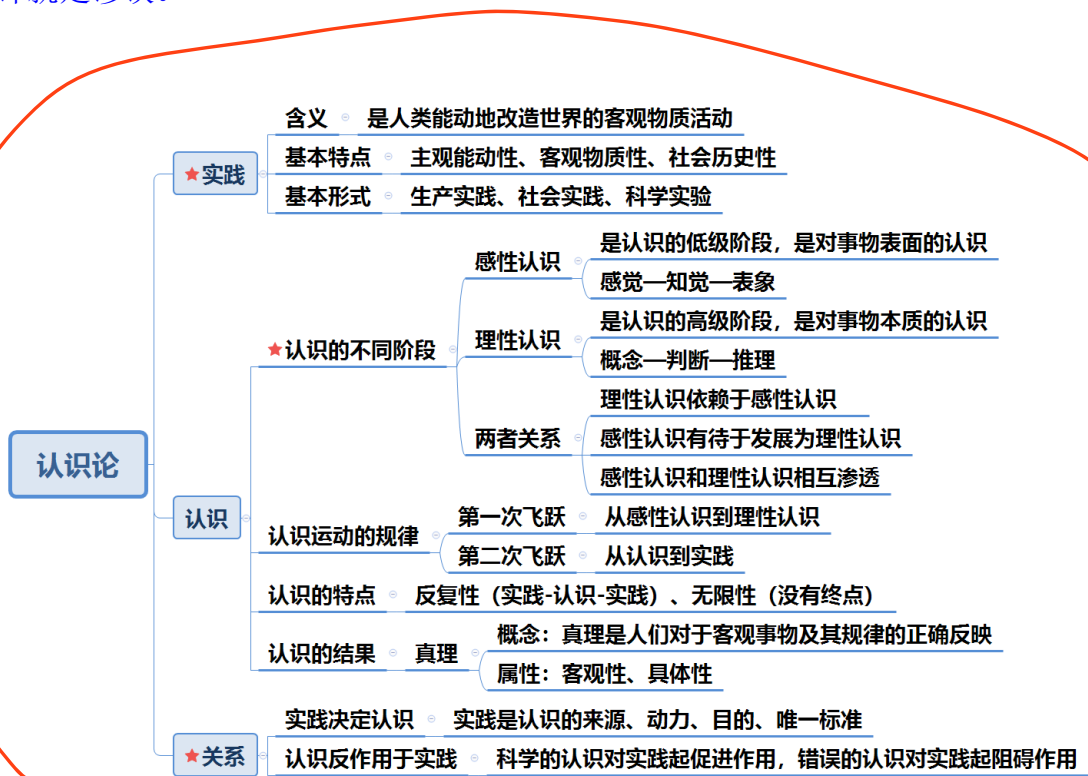 认识论
★实践
含义 是人类能动地改造世界的客观物质活动
基本特点 主观能动性、客观物质性、社会历史性
基本形式 生产实践、社会实践、科学实验
认识
★认识的不同阶段
感性认识
是认识的低级阶段，是对事物表面的认识
感觉—知觉—表象
理性认识
是认识的高级阶段，是对事物本质的认识
概念—判断—推理
两者关系
理性认识依赖于感性认识
感性认识有待于发展为理性认识
感性认识和理性认识相互渗透
认识运动的规律
第一次飞跃 从感性认识到理性认识
第二次飞跃 从认识到实践
认识的特点 反复性（实践-认识-实践）、无限性（没有终点）
认识的结果 真理
概念：真理是人们对于客观事物及其规律的正确反映
属性：客观性、具体性
★关系
实践决定认识 实践是认识的来源、动力、目的、唯一标准
认识反作用于实践 科学的认识对实践起促进作用，错误的认识对实践起阻碍作用